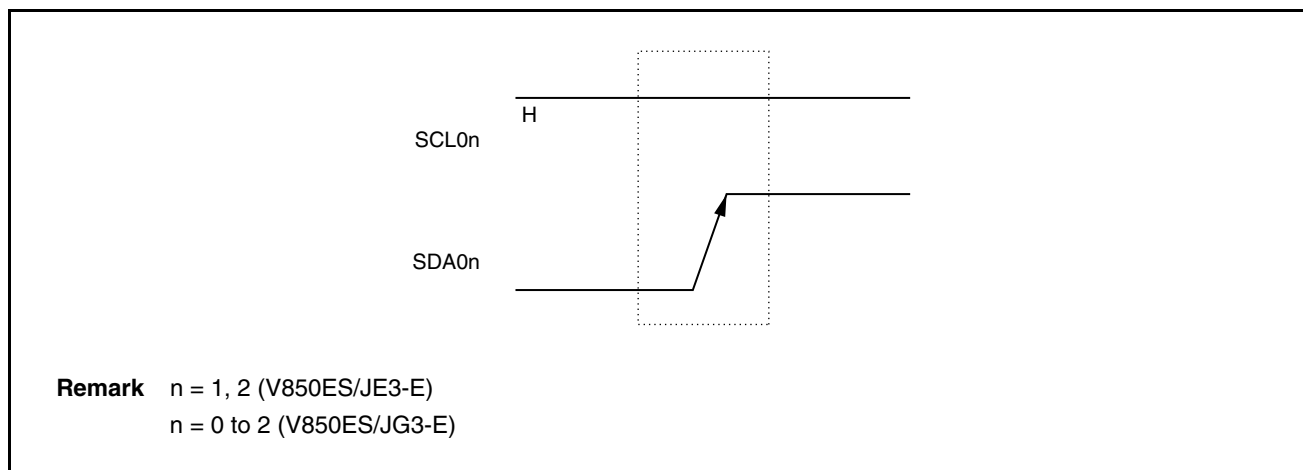 H
SCL0n
SDA0n
Remark n = 1, 2 (V850ES/JE3-E)
n = 0 to 2 (V850ES/JG3-E)